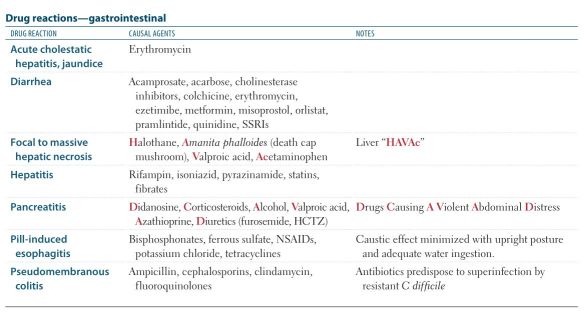 Drug reactions—gastrointestinal
DRUG REACTION CAUSAL AGENTS NOTES
Acute cholestatic Erythromycin
hepatitis, jaundice
Diarrhea Acamprosate, acarbose, cholinesterase
inhibitors, colchicine, erythromycin,
ezetimibe, metformin, misoprostol, orlistat,
pramlintide, quinidine, SSRIs
Focal to massive Halothane, Amanita phalloides (death cap Liver “HAVAc”
hepatic necrosis mushroom), Valproic acid, Acetaminophen
Hepatitis Rifampin, isoniazid, pyrazinamide, statins,
fibrates
Pancreatitis Didanosine, Corticosteroids, Alcohol, Valproic acid, Drugs Causing A Violent Abdominal Distress
Azathioprine, Diuretics (furosemide, HCTZ)
Pill-induced Bisphosphonates, ferrous sulfate, NSAIDs, Caustic effect minimized with upright posture
esophagitis potassium chloride, tetracyclines and adequate water ingestion.
Pseudomembranous Ampicillin, cephalosporins, clindamycin, Antibiotics predispose to superinfection by
colitis fluoroquinolones resistant C difficile